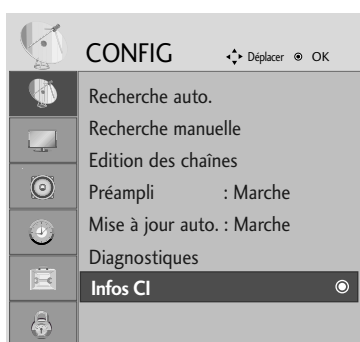 CONFIG Déplacer OK
Recherche auto.
Recherche manuelle
Edition des chaînes
Préampli : Marche
Mise à jour auto. : Marche
Diagnostiques
Infos CI